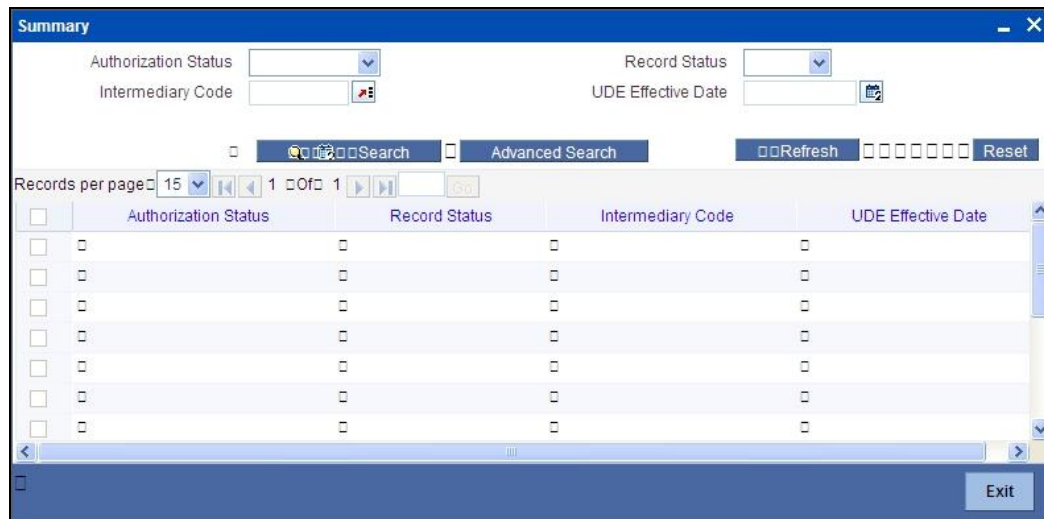 Summary
Authorization Status Record Status
Intermediary Code UDE Effective Date
Search Advanced Search Refresh Reset
Records per page 15 1 Of 1 Go
Authorization Status Record Status Intermediary Code UDE Effective Date
Exit